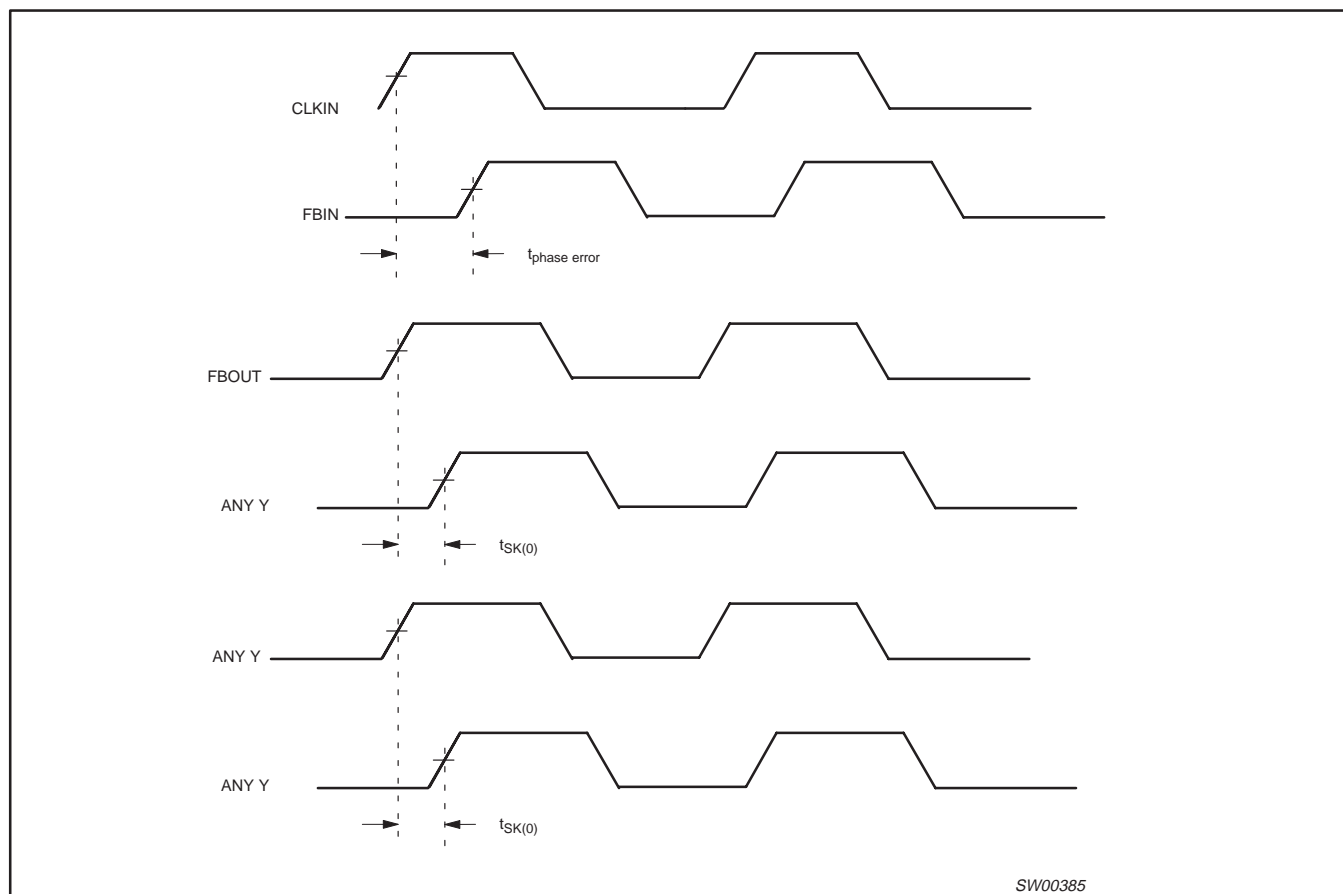 CLKIN
FBIN
tphase error
FBOUT
ANY Y
tSK(0)
ANY Y
ANY Y
tSK(0)
SW00385